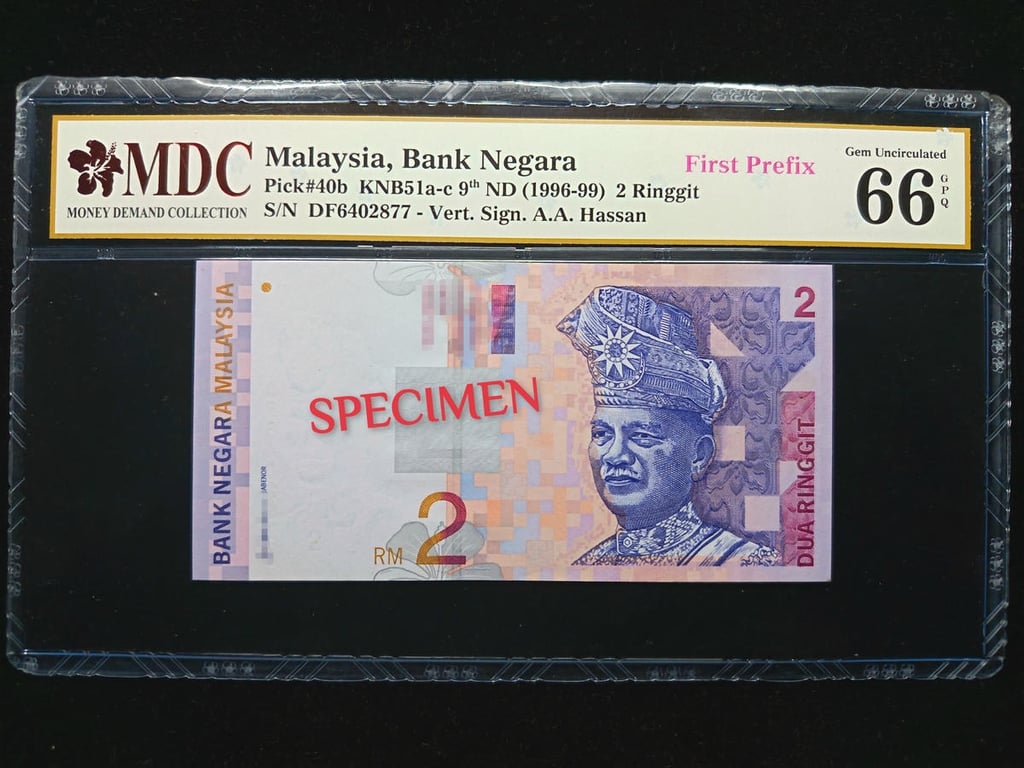 MDC
MONEY DEMAND COLLECTION
Malaysia, Bank Negara
Pick#40b KNB51a-c 9th ND (1996-99) 2 Ringgit
S/N DF6402877 - Vert. Sign. A.A. Hassan
First Prefix
Gem Uncirculated
66
GPQ
BANK NEGARA MALAYSIA
SPECIMEN
RM 2
2
DUA RINGGIT